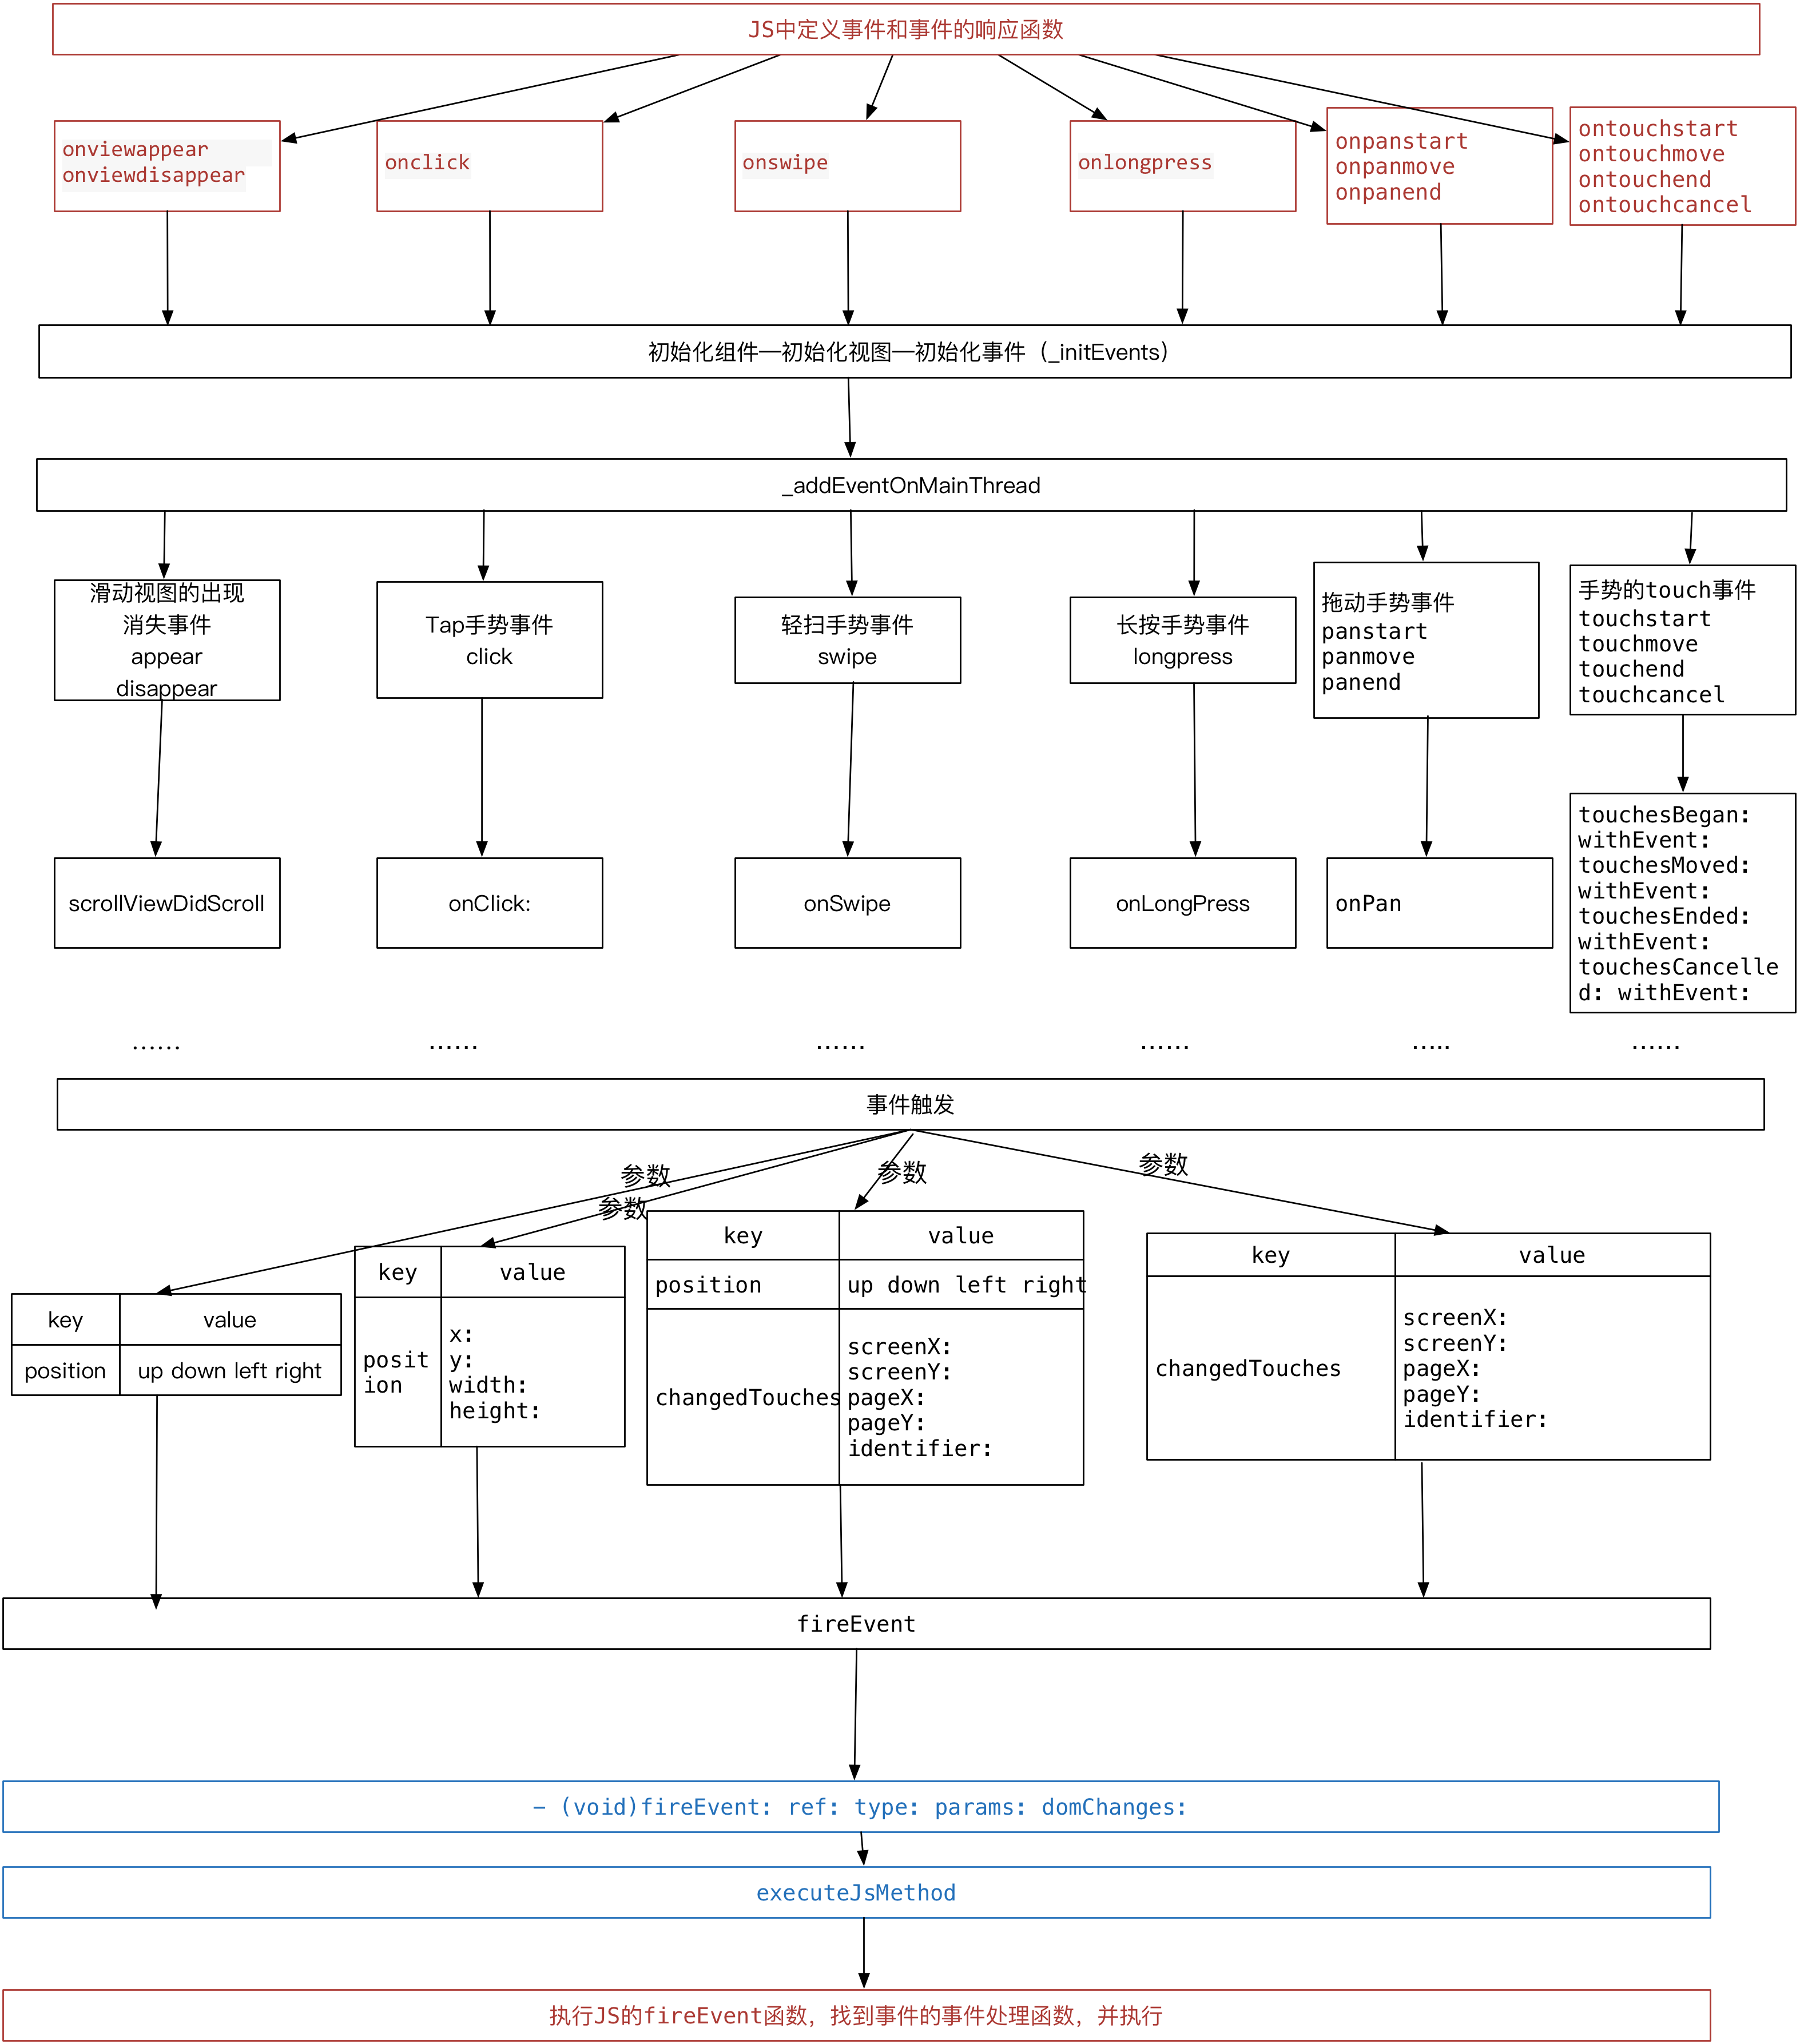 JS中定义事件和事件的响应函数
onviewappear
onviewdisappear
onclick
onswipe
onlongpress
onpanstart
onpanmove
onpanend
ontouchstart
ontouchmove
ontouchend
ontouchcancel
初始化组件—初始化视图—初始化事件（_initEvents）
_addEventOnMainThread
滑动视图的出现
消失事件
appear
disappear
Tap手势事件
click
轻扫手势事件
swipe
长按手势事件
longpress
拖动手势事件
panstart
panmove
panend
手势的touch事件
touchstart
touchmove
touchend
touchcancel
scrollViewDidScroll
onClick:
onSwipe
onLongPress
onPan
touchesBegan:
withEvent:
touchesMoved:
withEvent:
touchesEnded:
withEvent:
touchesCancelle
d: withEvent:
……
……
……
……
…..
……
事件触发
参数
参数
参数
参数
key
value
position
up down left right
key
value
posit
ion
x:
y:
width:
height:
key
value
position
up down left right
changedTouches
screenX:
screenY:
pageX:
pageY:
identifier:
key
value
changedTouches
screenX:
screenY:
pageX:
pageY:
identifier:
fireEvent
- (void)fireEvent: ref: type: params: domChanges:
executeJsMethod
执行JS的fireEvent函数，找到事件的事件处理函数，并执行